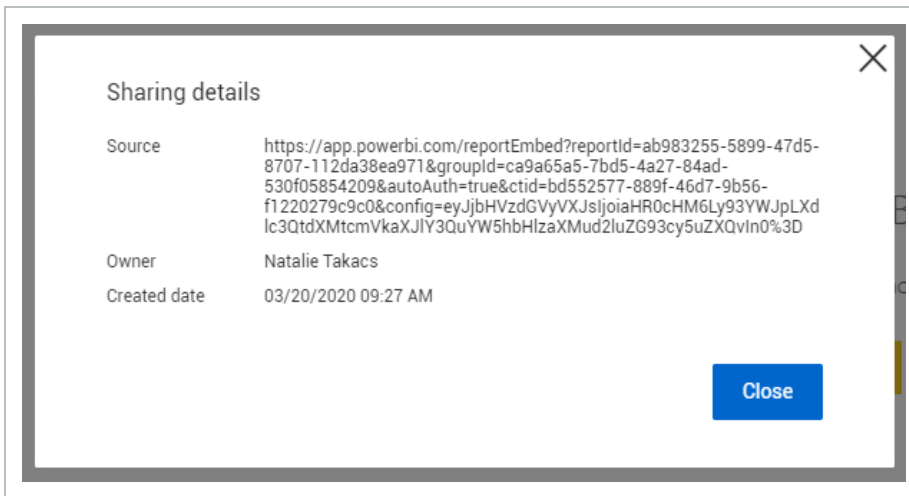 Sharing details
Source
https://app.powerbi.com/reportEmbed?reportId=ab983255-5899-47d5-
8707-112da38ea971&groupId=ca9a65a5-7bd5-4a27-84ad-
530f05854209&autoAuth=true&ctid=bd552577-889f-46d7-9b56-
f1220279c9c0&config=eyJjbHVzdGVyVXJsIjoiaHR0cHM6Ly93YWJpLXd
lc3QtdXMtcmVkaXJlY3QuYW5hbHlzaXMud2luZG93cy5uZXQvIn0%3D
Owner Natalie Takacs
Created date 03/20/2020 09:27 AM
Close